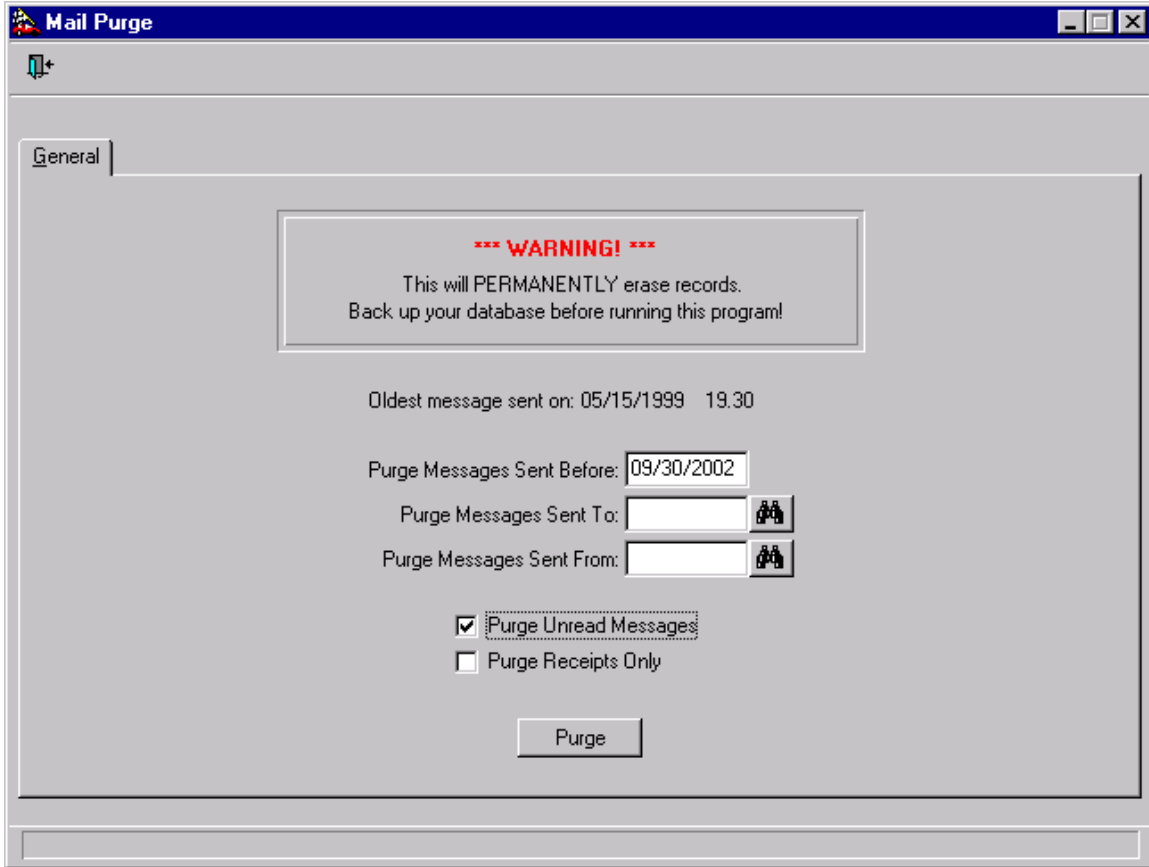 Mail Purge
General
*** WARNING! ***
This will PERMANENTLY erase records.
Back up your database before running this program!
Oldest message sent on: 05/15/1999 19.30
Purge Messages Sent Before: 09/30/2002
Purge Messages Sent To:
Purge Messages Sent From:
Purge Unread Messages
Purge Receipts Only
Purge